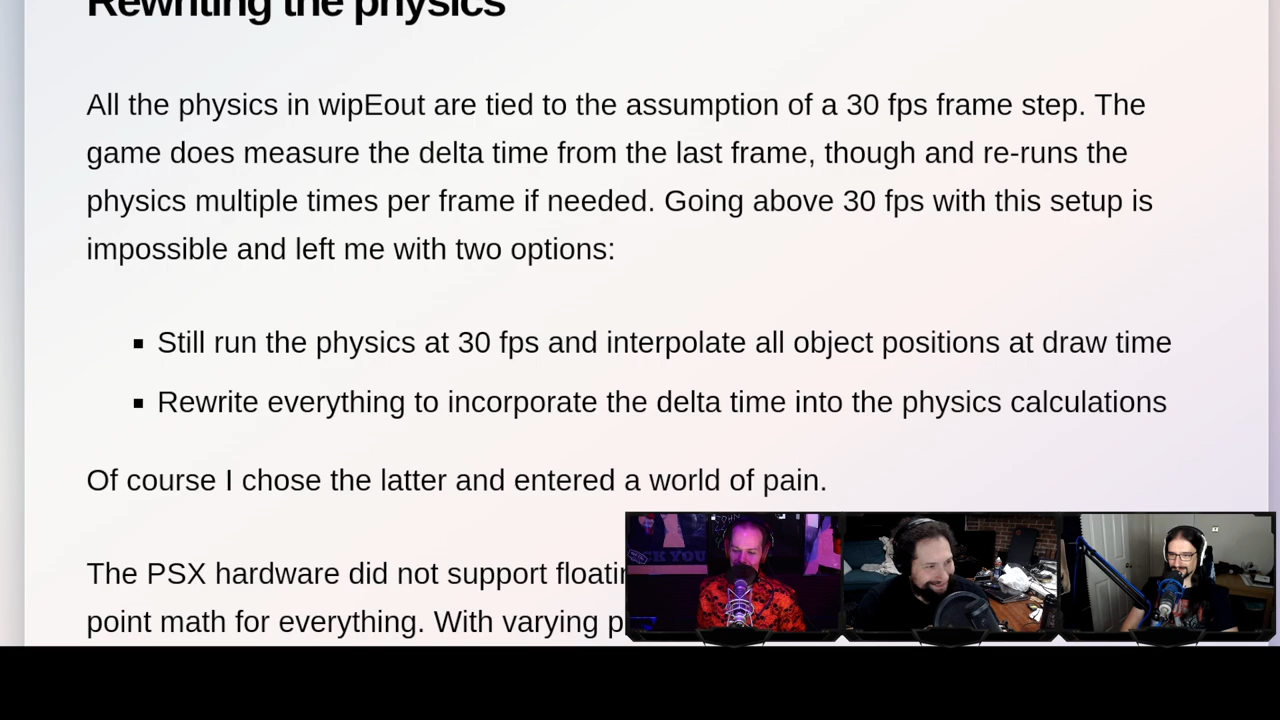 Rewriting the physics
All the physics in wipEout are tied to the assumption of a 30 fps frame step. The
game does measure the delta time from the last frame, though and re-runs the
physics multiple times per frame if needed. Going above 30 fps with this setup is
impossible and left me with two options:
Still run the physics at 30 fps and interpolate all object positions at draw time
Rewrite everything to incorporate the delta time into the physics calculations
Of course I chose the latter and entered a world of pain.
The PSX hardware did not support
point math for everything. With varying